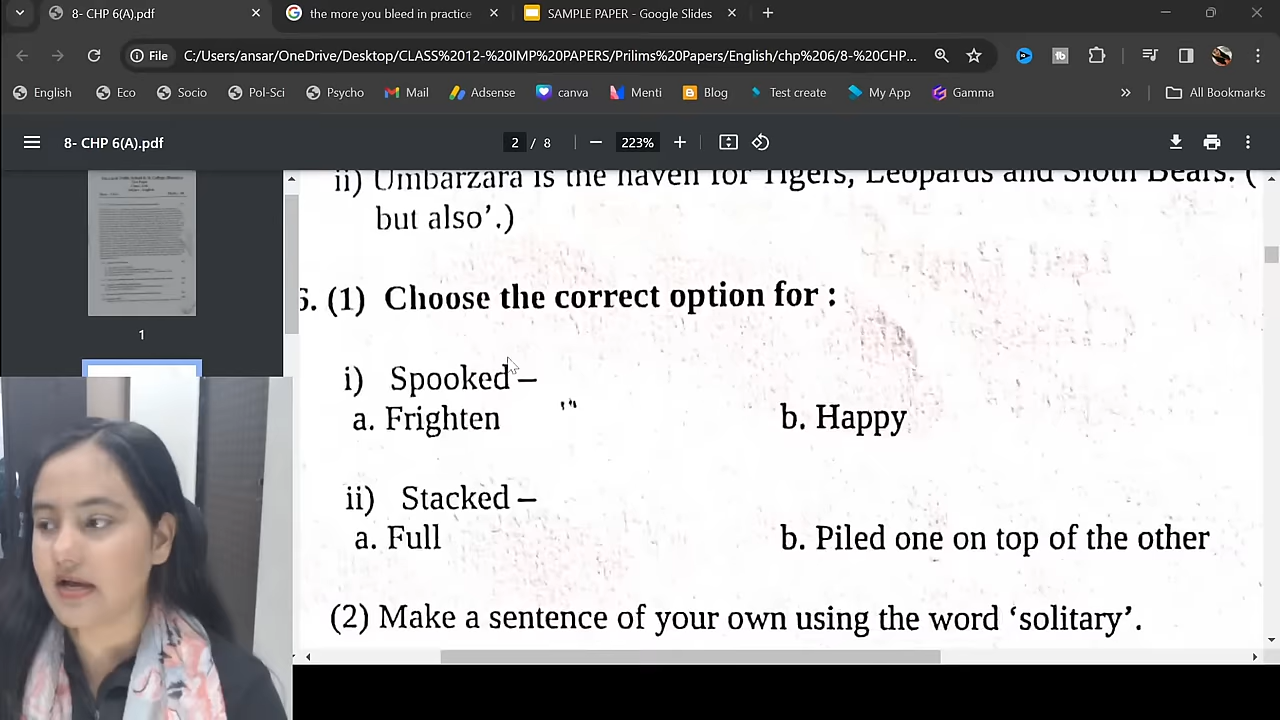 8- CHP 6(A).pdf
the more you bleed in practice
SAMPLE PAPER - Google Slides
File
C:/Users/ansar/OneDrive/Desktop/CLASS%2012-%20IMP%20PAPERS/Prilims%20Papers/English/chp%206/8-%20CHP...
English
Eco
Socio
Pol-Sci
Psycho
Mail
Adsense
canva
Menti
Blog
Test create
My App
Gamma
All Bookmarks
8- CHP 6(A).pdf
2 / 8
223%
1
ii) Umbarzara is the haven for Tigers, Leopards and Sloth Bears. (
but also’.)
6. (1) Choose the correct option for :
i) Spooked –
a. Frighten
b. Happy
ii) Stacked –
a. Full
b. Piled one on top of the other
(2) Make a sentence of your own using the word ‘solitary’.